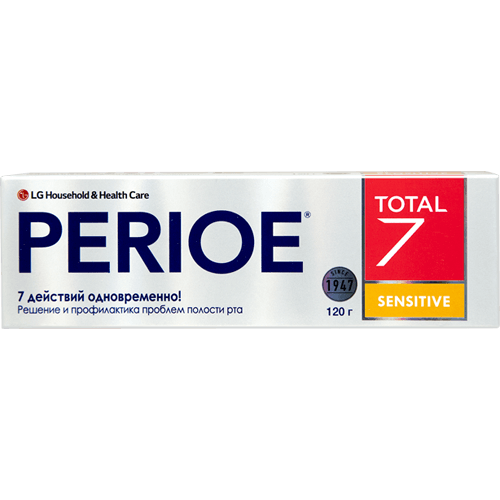 LG Household & Health Care
PERIOE®
7 действий одновременно!
Решение и профилактика проблем полости рта
SINCE
1947
120 г
TOTAL
7
SENSITIVE